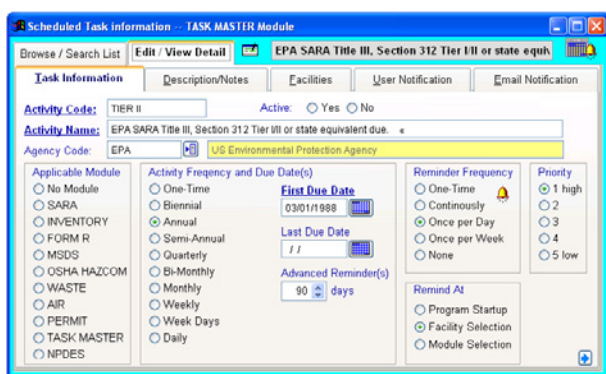 Scheduled Task information -- TASK MASTER Module
Browse / Search List
Edit / View Detail
EPA SARA Title III, Section 312 Tier I/II or state equiv
Task Information
Description/Notes
Facilities
User Notification
Email Notification
Activity Code: TIER II
Active: Yes No
Activity Name: EPA SARA Title III, Section 312 Tier I/II or state equivalent due. «
Agency Code: EPA US Environmental Protection Agency
Applicable Module
No Module
SARA
INVENTORY
FORM R
MSDS
OSHA HAZCOM
WASTE
AIR
PERMIT
TASK MASTER
NPDES
Activity Freqency and Due Date(s)
One-Time
Biennial
Annual
Semi-Annual
Quarterly
Bi-Monthly
Monthly
Weekly
Week Days
Daily
First Due Date
03/01/1988
Last Due Date
/ /
Advanced Reminder(s)
90 days
Reminder Frequency
One-Time
Continously
Once per Day
Once per Week
None
Remind At
Program Startup
Facility Selection
Module Selection
Priority
1 high
2
3
4
5 low